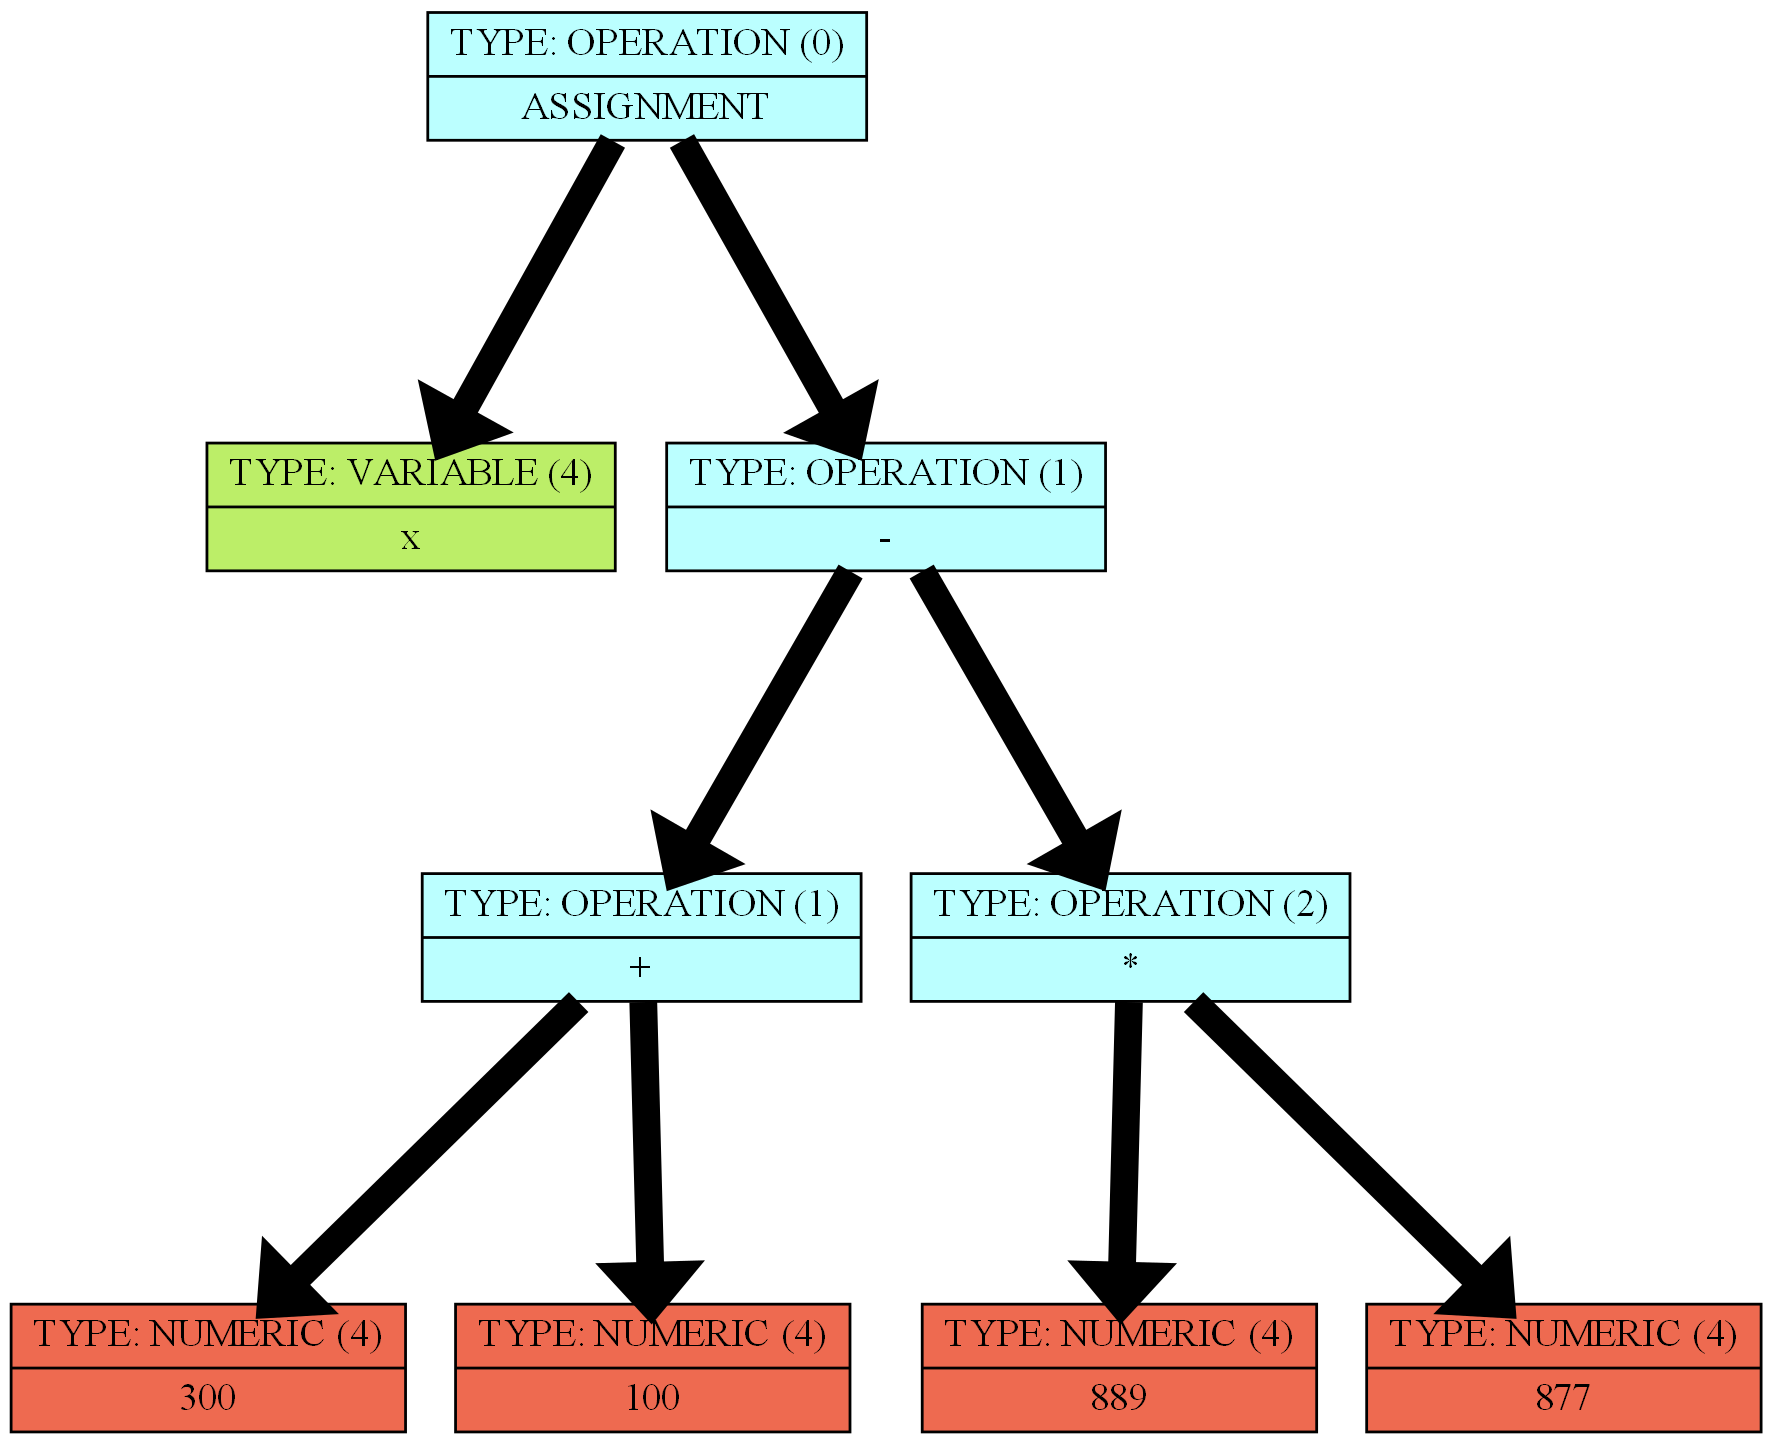 TYPE: OPERATION (0)
ASSIGNMENT
TYPE: VARIABLE (4)
x
TYPE: OPERATION (1)
-
TYPE: OPERATION (1)
+
TYPE: OPERATION (2)
*
TYPE: NUMERIC (4)
300
TYPE: NUMERIC (4)
100
TYPE: NUMERIC (4)
889
TYPE: NUMERIC (4)
877